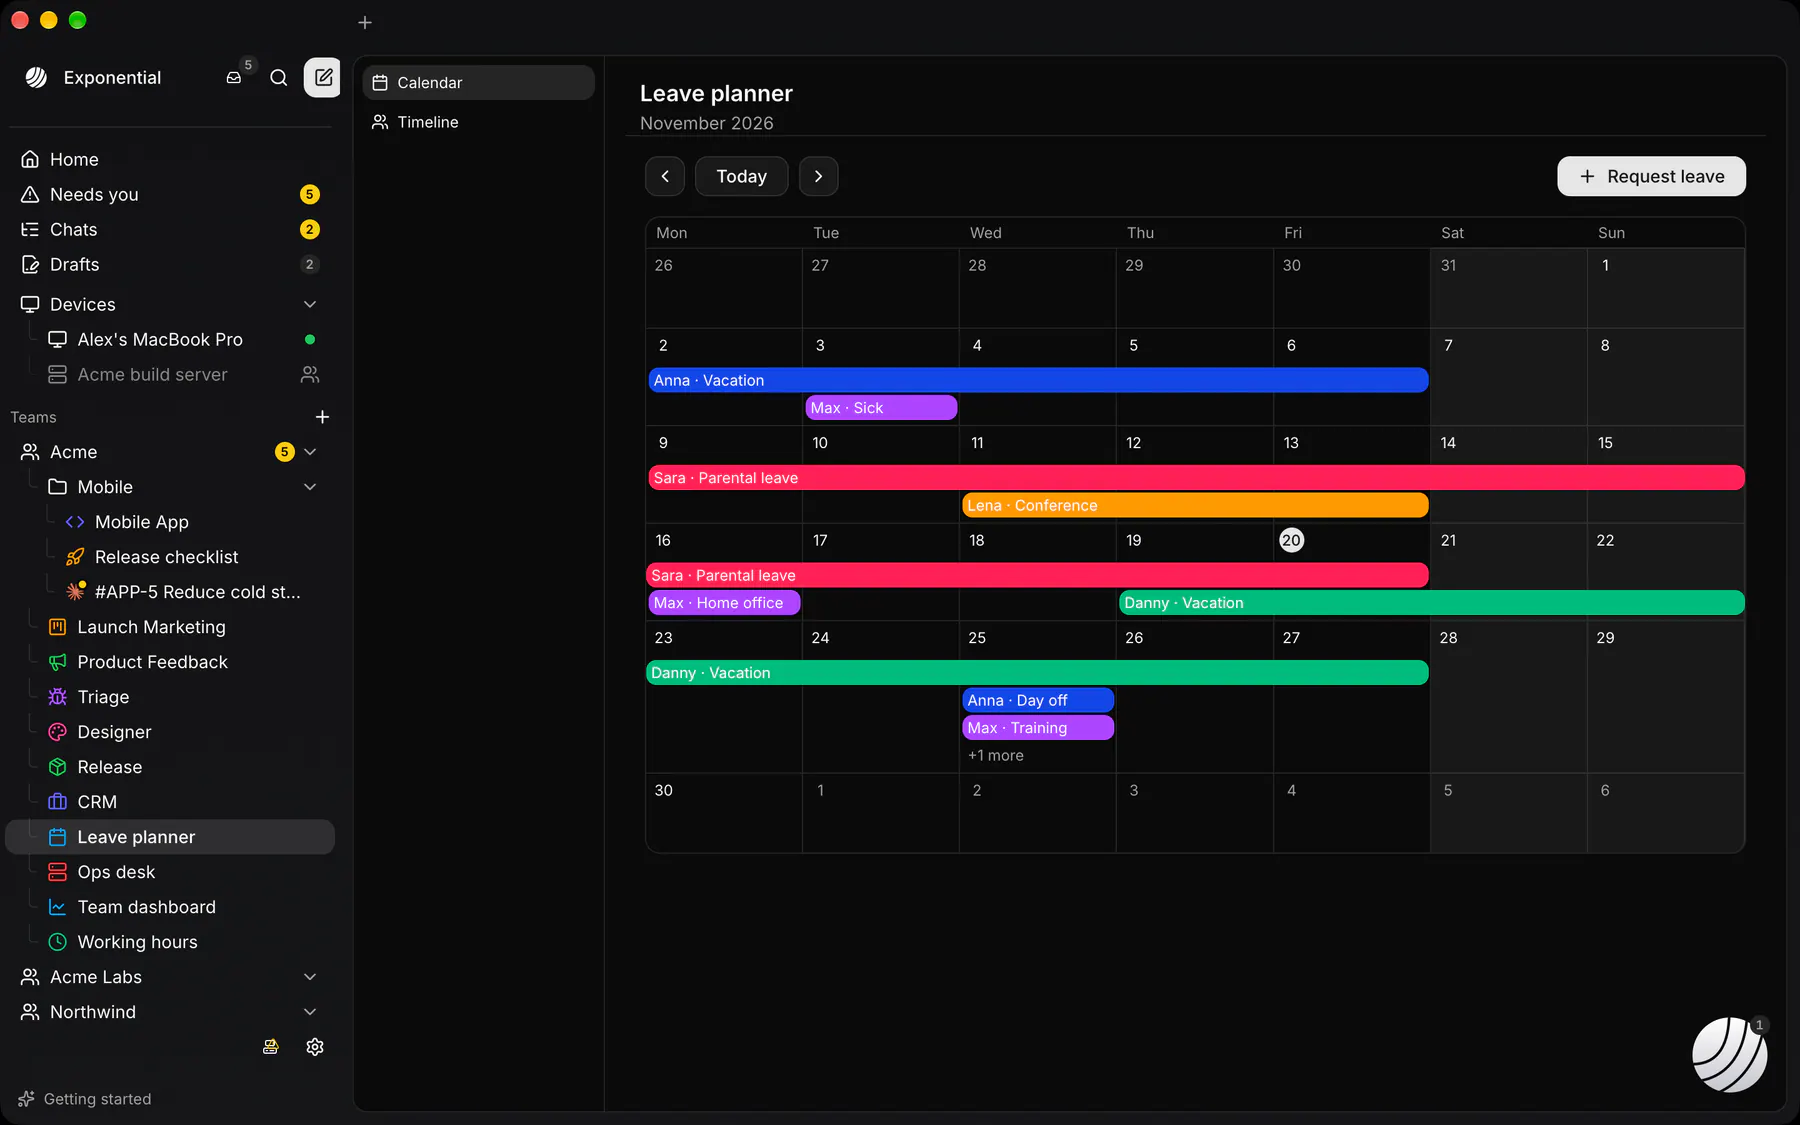 Exponential
5
Home
Needs you 5
Chats 2
Drafts 2
Devices
Alex's MacBook Pro
Acme build server
Teams
Acme 5
Mobile
Mobile App
Release checklist
#APP-5 Reduce cold st...
Launch Marketing
Product Feedback
Triage
Designer
Release
CRM
Leave planner
Ops desk
Team dashboard
Working hours
Acme Labs
Northwind
Getting started
Calendar
Timeline
Leave planner
November 2026
Today
Request leave
Mon Tue Wed Thu Fri Sat Sun
26 27 28 29 30 31 1
2 3 4 5 6 7 8
Anna · Vacation
Max · Sick
9 10 11 12 13 14 15
Sara · Parental leave
Lena · Conference
16 17 18 19 20 21 22
Sara · Parental leave
Max · Home office Danny · Vacation
23 24 25 26 27 28 29
Danny · Vacation
Anna · Day off
Max · Training
+1 more
30 1 2 3 4 5 6
1